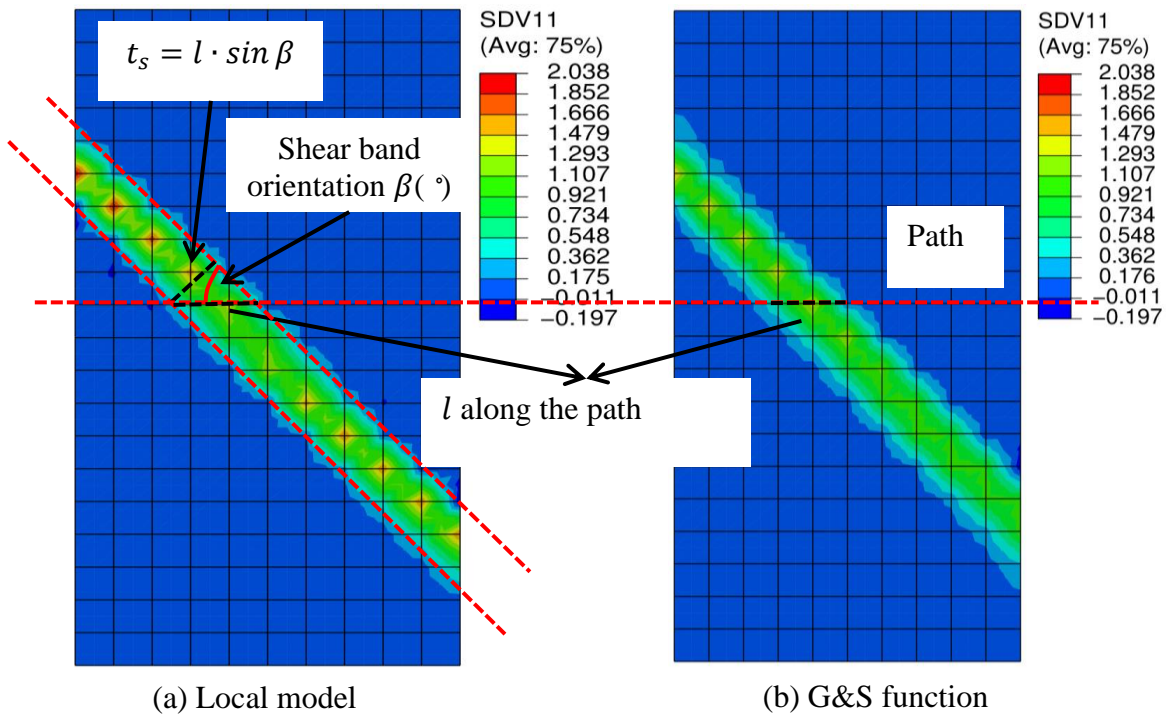 t_s = l · sin β
Shear band
orientation β( °)
SDV11
(Avg: 75%)
2.038
1.852
1.666
1.479
1.293
1.107
0.921
0.734
0.548
0.362
0.175
−0.011
−0.197
l along the path
(a) Local model
SDV11
(Avg: 75%)
2.038
1.852
1.666
1.479
1.293
1.107
0.921
0.734
0.548
0.362
0.176
−0.011
−0.197
Path
(b) G&S function